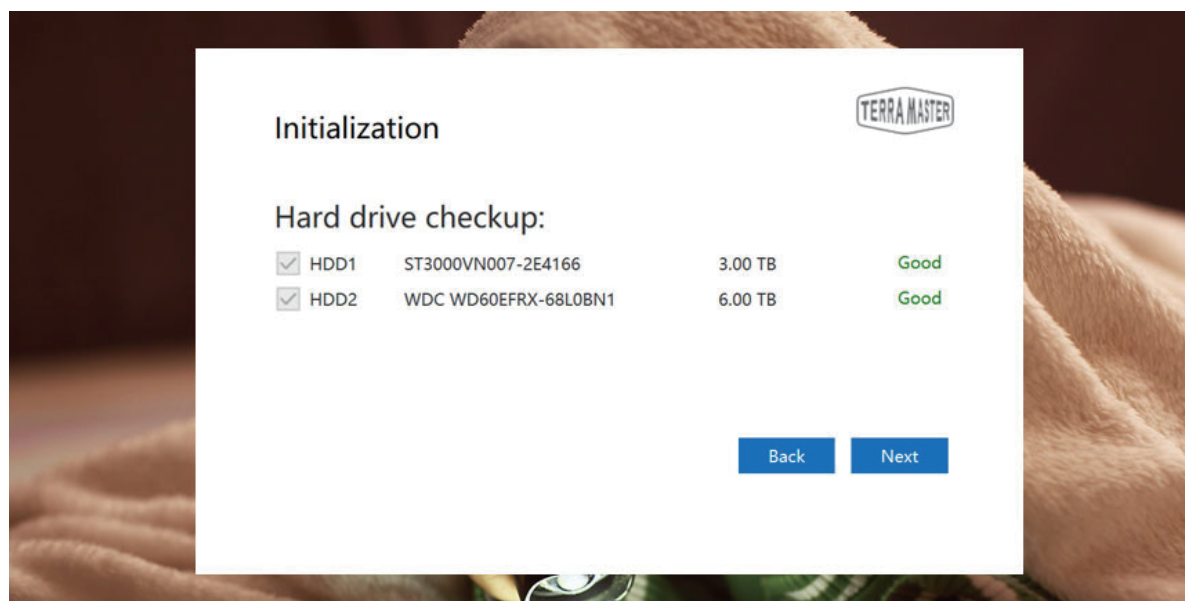 TERRA MASTER
Initialization
Hard drive checkup:
HDD1 ST3000VN007-2E4166 3.00 TB Good
HDD2 WDC WD60EFRX-68L0BN1 6.00 TB Good
Back Next